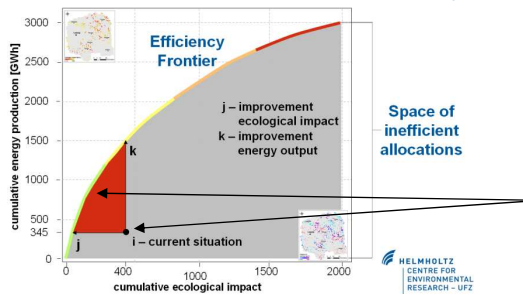 cumulative energy production [GWh]
3000
2500
2000
1500
1000
500
345
0
Efficiency
Frontier
j – improvement
ecological impact
k – improvement
energy output
k
j
i – current situation
Space of
inefficient
allocations
0
400
1000
1500
2000
cumulative ecological impact
HELMHOLTZ
CENTRE FOR
ENVIRONMENTAL
RESEARCH – UFZ